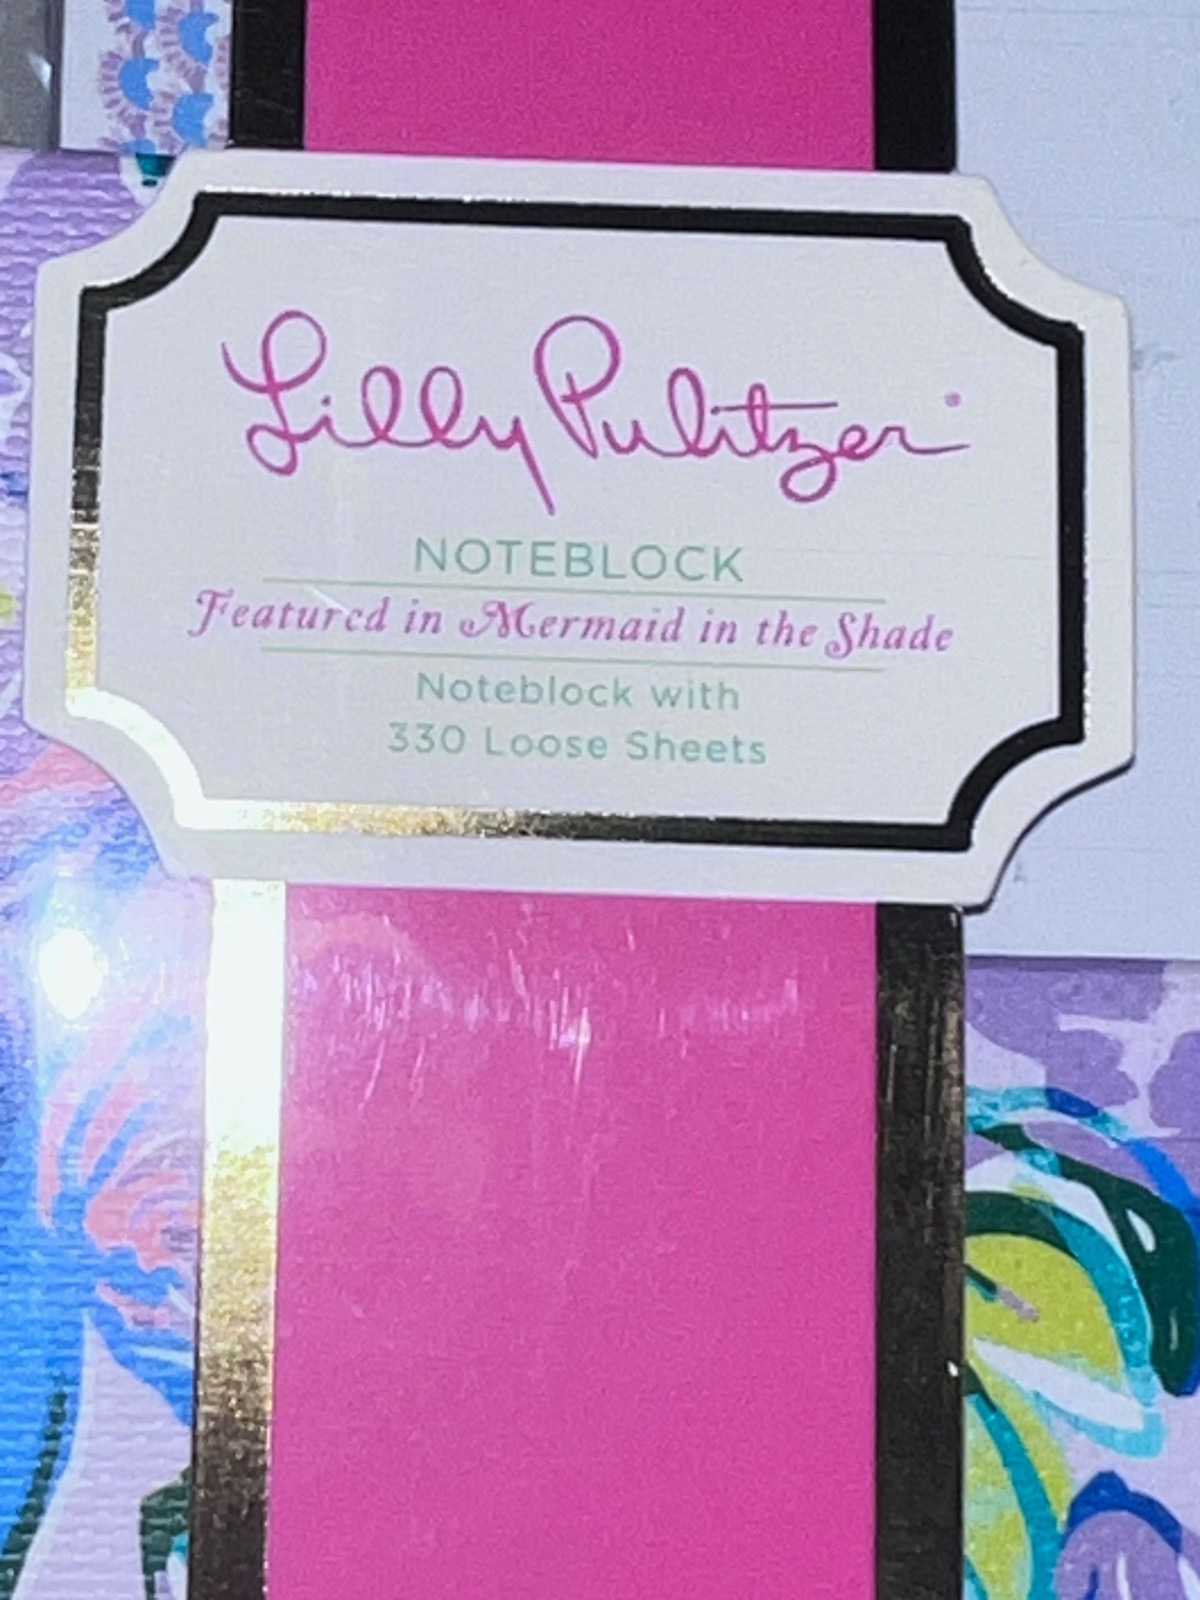 Lilly Pulitzer
NOTEBLOCK
Featured in Mermaid in the Shade
Noteblock with
330 Loose Sheets